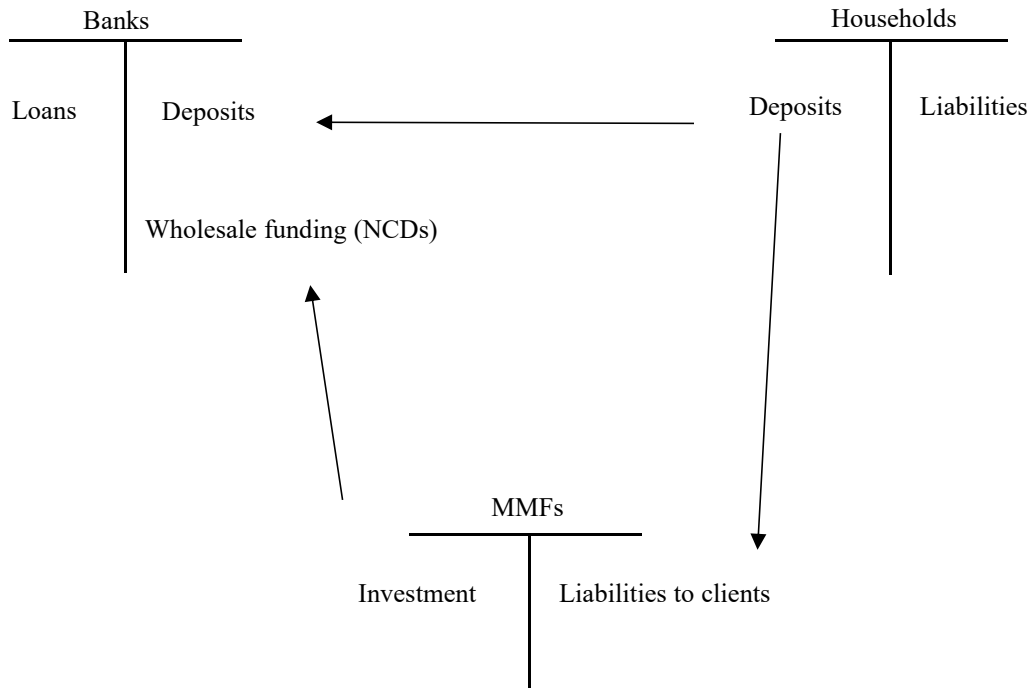 Banks
Households
Loans
Deposits
Deposits
Liabilities
Wholesale funding (NCDs)
MMFs
Investment
Liabilities to clients